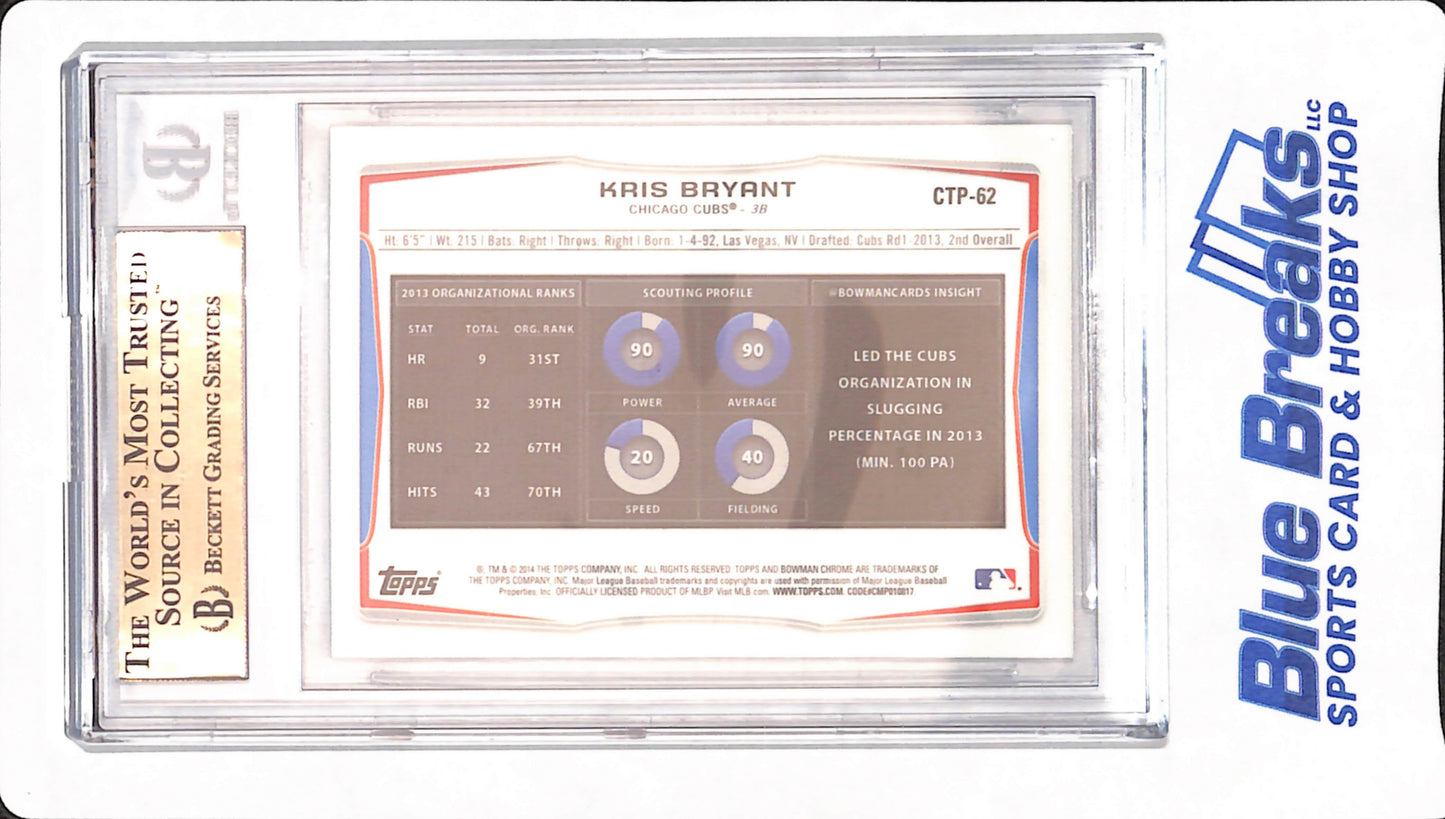 THE WORLD'S MOST TRUSTED
SOURCE IN COLLECTING™
B BECKETT GRADING SERVICES
B
KRIS BRYANT
CHICAGO CUBS® - 3B
CTP-62
Ht: 6'5" | Wt. 215 | Bats: Right | Throws: Right | Born: 1-4-92, Las Vegas, NV | Drafted: Cubs Rd1-2013, 2nd Overall
2013 ORGANIZATIONAL RANKS
STAT TOTAL ORG. RANK
HR 9 31ST
RBI 32 39TH
RUNS 22 67TH
HITS 43 70TH
SCOUTING PROFILE
90 90
POWER AVERAGE
20 40
SPEED FIELDING
#BOWMANCARDS INSIGHT
LED THE CUBS
ORGANIZATION IN
SLUGGING
PERCENTAGE IN 2013
(MIN. 100 PA)
Topps®
®, TM & © 2014 THE TOPPS COMPANY, INC. ALL RIGHTS RESERVED. TOPPS AND BOWMAN CHROME ARE TRADEMARKS OF
THE TOPPS COMPANY, INC. Major League Baseball trademarks and copyrights are used with permission of Major League Baseball
Properties, Inc. OFFICIALLY LICENSED PRODUCT OF MLBP Visit MLB.com. WWW.TOPPS.COM. CODE#CMP010817
Blue Breaks LLC
SPORTS CARD & HOBBY SHOP